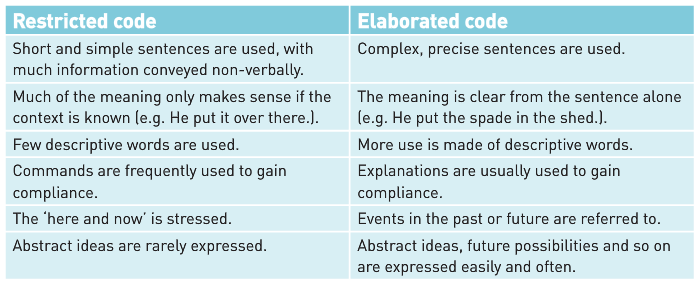 Restricted code
Elaborated code
Short and simple sentences are used, with
much information conveyed non-verbally.
Complex, precise sentences are used.
Much of the meaning only makes sense if the
context is known (e.g. He put it over there.).
The meaning is clear from the sentence alone
(e.g. He put the spade in the shed.).
Few descriptive words are used.
More use is made of descriptive words.
Commands are frequently used to gain
compliance.
Explanations are usually used to gain
compliance.
The ‘here and now’ is stressed.
Events in the past or future are referred to.
Abstract ideas are rarely expressed.
Abstract ideas, future possibilities and so on
are expressed easily and often.